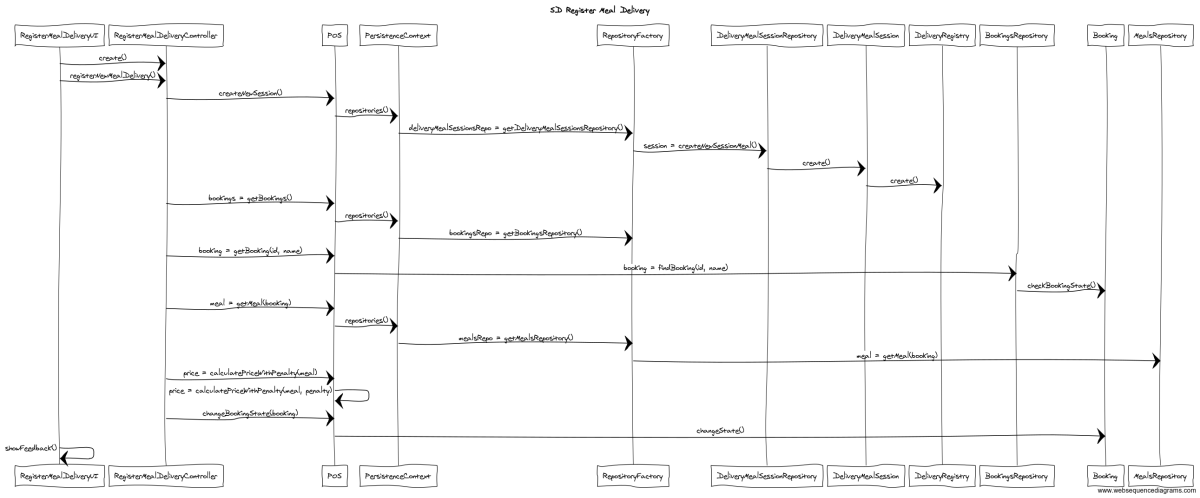 SD Register Meal Delivery
RegisterMealDeliveryUI RegisterMealDeliveryController POS PersistenceContext RepositoryFactory DeliveryMealSessionRepository DeliveryMealSession DeliveryRegistry BookingsRepository Booking MealsRepository
create()
registerNewMealDelivery()
createNewSession()
repositories()
deliveryMealSessionsRepo = getDeliveryMealSessionsRepository()
session = createNewSessionMeal()
create()
create()
bookings = getBookings()
repositories()
bookingsRepo = getBookingsRepository()
booking = getBooking(id, name)
booking = findBooking(id, name)
checkBookingState()
meal = getMeal(booking)
repositories()
mealsRepo = getMealsRepository()
meal = getMeal(booking)
price = calculatePriceWithPenalty(meal)
price = calculatePriceWithPenalty(meal, penalty)
changeBookingState(booking)
changeState()
showFeedback()
RegisterMealDeliveryUI RegisterMealDeliveryController POS PersistenceContext RepositoryFactory DeliveryMealSessionRepository DeliveryMealSession DeliveryRegistry BookingsRepository Booking MealsRepository
www.websequencediagrams.com